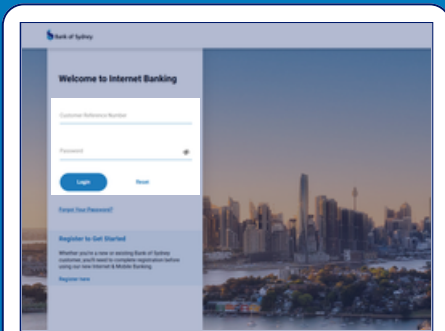 Bank of Sydney
Welcome to Internet Banking
Customer Reference Number
Password
Login
Reset
Forgot Your Password?
Register to Get Started
Whether you're a new or existing Bank of Sydney
customer, you'll need to complete registration before
using our new Internet & Mobile Banking.
Register here